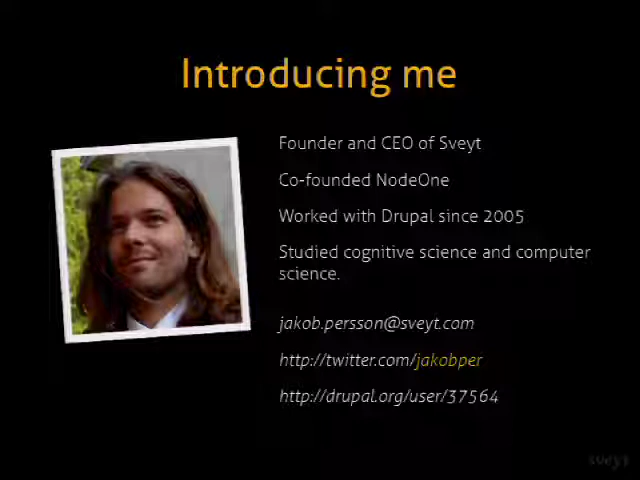 Introducing me
Founder and CEO of Sveyt
Co-founded NodeOne
Worked with Drupal since 2005
Studied cognitive science and computer
science.
jakob.persson@sveyt.com
http://twitter.com/jakobper
http://drupal.org/user/37564
sveyt